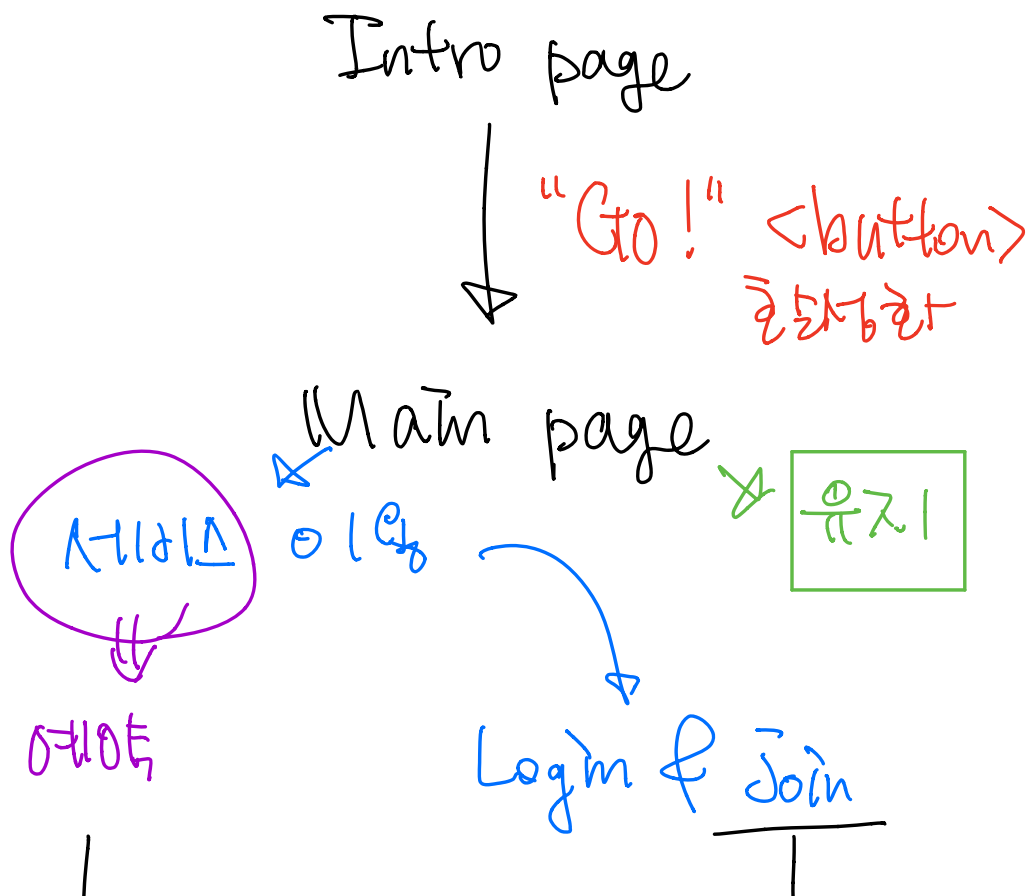 Intro page
"Go!" <button>
활성화
Main page
서비스 이용
유지
예약
Login & join